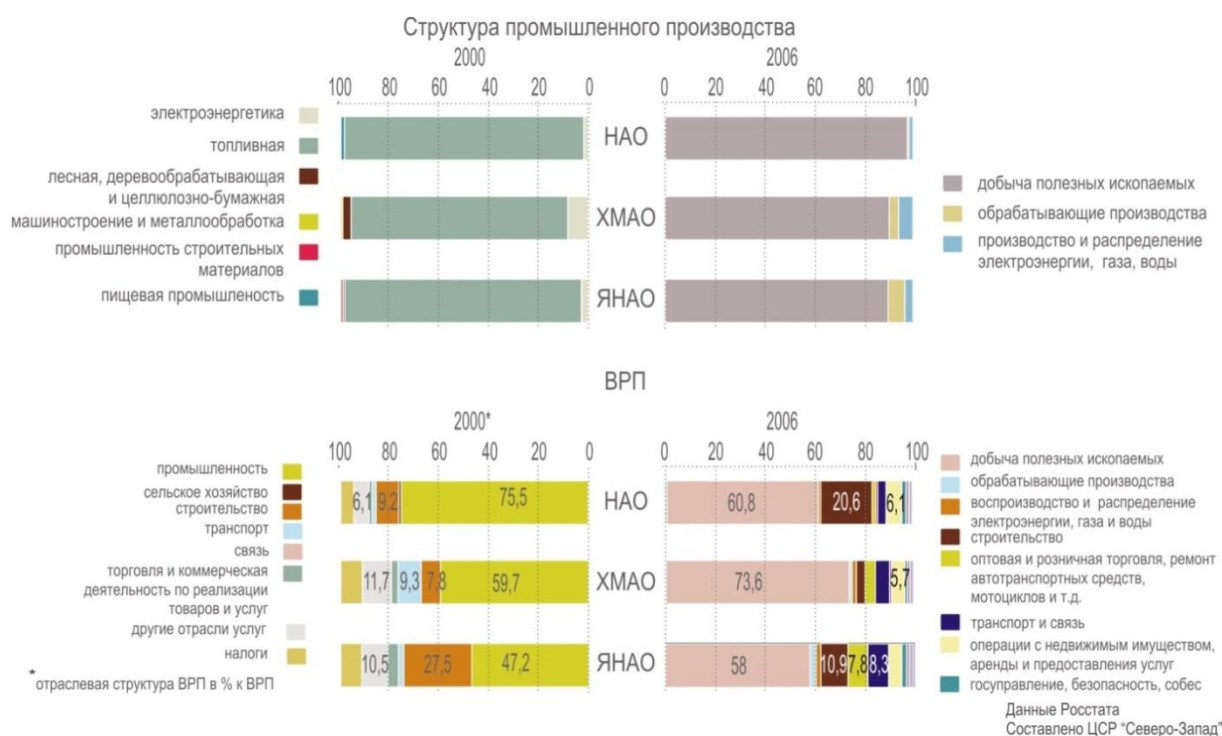 Структура промышленного производства
2000
2006
100 80 60 40 20 0
0 20 40 60 80 100
электроэнергетика
топливная
лесная, деревообрабатывающая
и целлюлозно-бумажная
машиностроение и металлообработка
промышленность строительных
материалов
пищевая промышленость
НАО
ХМАО
ЯНАО
добыча полезных ископаемых
обрабатывающие производства
производство и распределение
электроэнергии, газа, воды
ВРП
2000*
2006
100 80 60 40 20 0
0 20 40 60 80 100
промышленность
сельское хозяйство
строительство
транспорт
связь
торговля и коммерческая
деятельность по реализации
товаров и услуг
другие отрасли услуг
налоги
*
отраслевая структура ВРП в % к ВРП
6,1 9,2 75,5 НАО 60,8 20,6 6,1
11,7 9,3 7,8 59,7 ХМАО 73,6 5,7
10,5 27,5 47,2 ЯНАО 58 10,9 7,8 8,3
добыча полезных ископаемых
обрабатывающие производства
воспроизводство и распределение
электроэнергии, газа и воды
строительство
оптовая и розничная торговля, ремонт
автотранспортных средств,
мотоциклов и т.д.
транспорт и связь
операции с недвижимым имуществом,
аренды и предоставления услуг
госуправление, безопасность, собес
Данные Росстата
Составлено ЦСР “Северо-Запад”